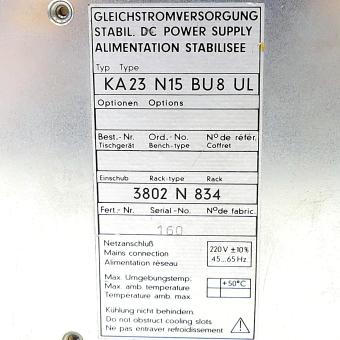 GLEICHSTROMVERSORGUNG
STABIL. DC POWER SUPPLY
ALIMENTATION STABILISEE
Typ Type
KA23 N15 BU8 UL
Optionen Options
Best.-Nr. Ord.-No. No de référ.
Tischgerät Bench-type Coffret
Einschub Rack-type Rack
3802 N 834
Fert.-Nr. Serial-No. No de fabric.
160
Netzanschluß
Mains connection
Alimentation réseau
220 V ±10%
45...65 Hz
Max. Umgebungstemp.
Max. amb. temperature
Temperature amb. max.
+50°C
Kühlung nicht behindern.
Do not obstruct cooling slots
Ne pas entraver refroidissement